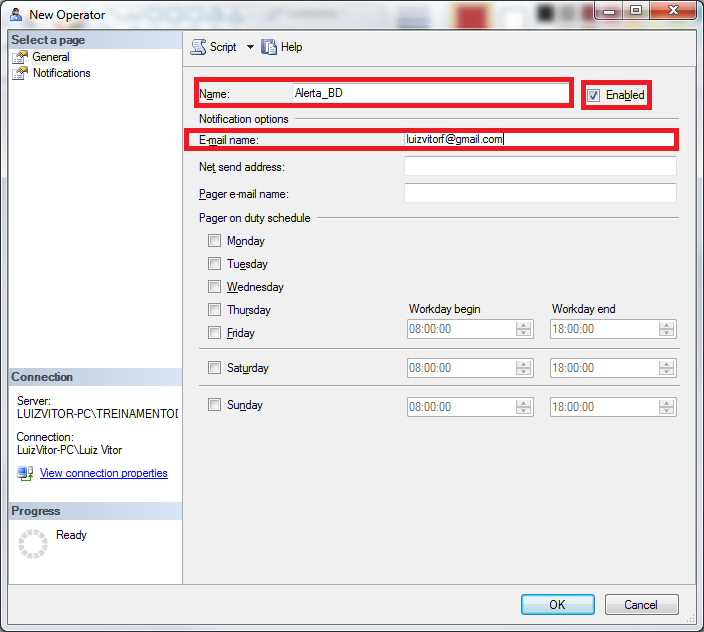 New Operator
Select a page
General
Notifications
Script
Help
Name: Alerta_BD
Enabled
Notification options
E-mail name: luizvitorf@gmail.com
Net send address:
Pager e-mail name:
Pager on duty schedule
Monday
Tuesday
Wednesday
Thursday
Workday begin Workday end
Friday 08:00:00 18:00:00
Saturday 08:00:00 18:00:00
Sunday 08:00:00 18:00:00
Connection
Server:
LUIZVITOR-PC\TREINAMENTO
Connection:
LuizVitor-PC\Luiz Vitor
View connection properties
Progress
Ready
OK Cancel